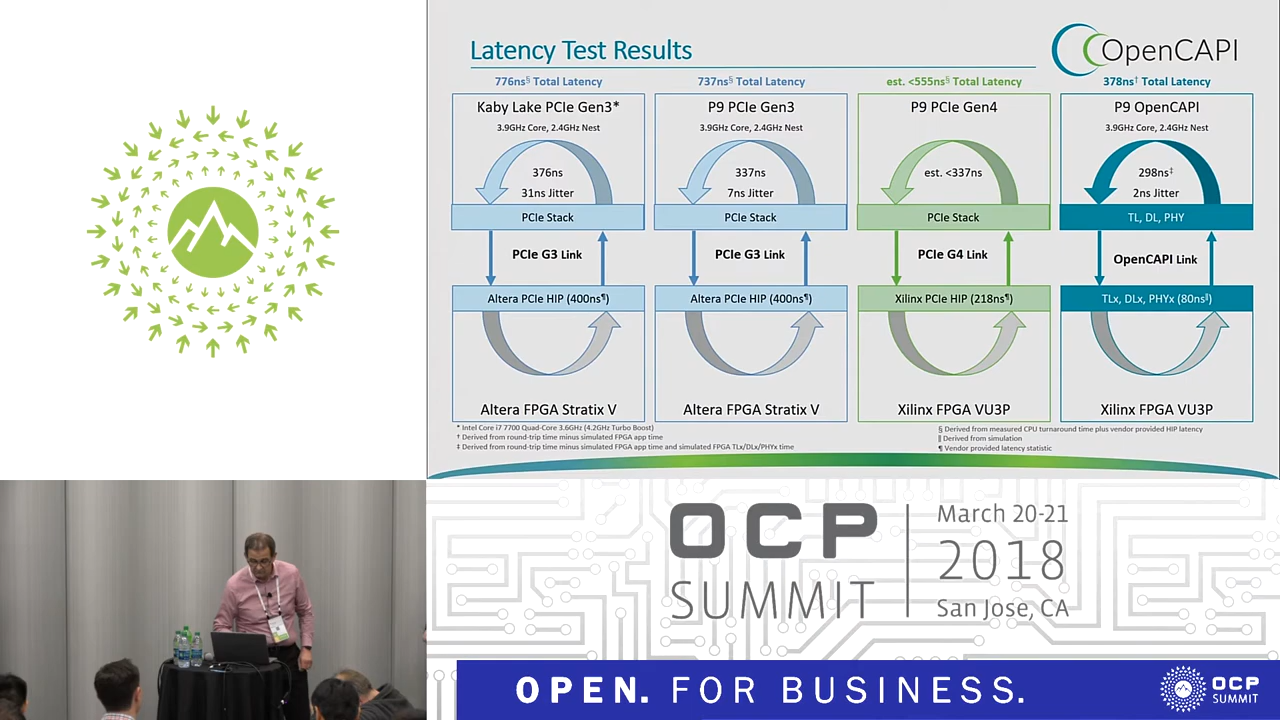 Latency Test Results
OpenCAPI
776ns§ Total Latency
Kaby Lake PCIe Gen3*
3.9GHz Core, 2.4GHz Nest
376ns
31ns Jitter
PCIe Stack
PCIe G3 Link
Altera PCIe HIP (400ns¶)
Altera FPGA Stratix V
737ns§ Total Latency
P9 PCIe Gen3
3.9GHz Core, 2.4GHz Nest
337ns
7ns Jitter
PCIe Stack
PCIe G3 Link
Altera PCIe HIP (400ns¶)
Altera FPGA Stratix V
est. <555ns§ Total Latency
P9 PCIe Gen4
est. <337ns
PCIe Stack
PCIe G4 Link
Xilinx PCIe HIP (218ns¶)
Xilinx FPGA VU3P
378ns† Total Latency
P9 OpenCAPI
3.9GHz Core, 2.4GHz Nest
298ns‡
2ns Jitter
TL, DL, PHY
OpenCAPI Link
TLx, DLx, PHYx (80ns‖)
Xilinx FPGA VU3P
* Intel Core i7 7700 Quad-Core 3.6GHz (4.2GHz Turbo Boost)
† Derived from round-trip time minus simulated FPGA app time
‡ Derived from round-trip time minus simulated FPGA app time and simulated FPGA TLx/DLx/PHYx time
§ Derived from measured CPU turnaround time plus vendor provided HIP latency
‖ Derived from simulation
¶ Vendor provided latency statistic
OCP
SUMMIT
March 20-21
2018
San Jose, CA
OPEN. FOR BUSINESS.
OCP
SUMMIT